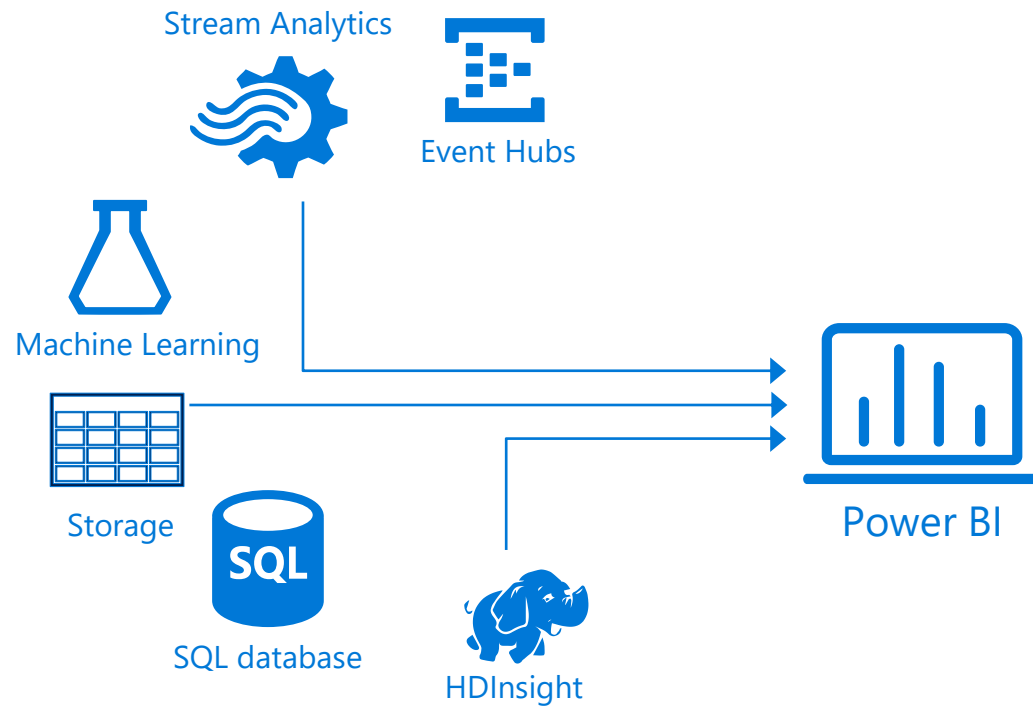 Stream Analytics
Event Hubs
Machine Learning
Storage
SQL
SQL database
HDInsight
Power BI